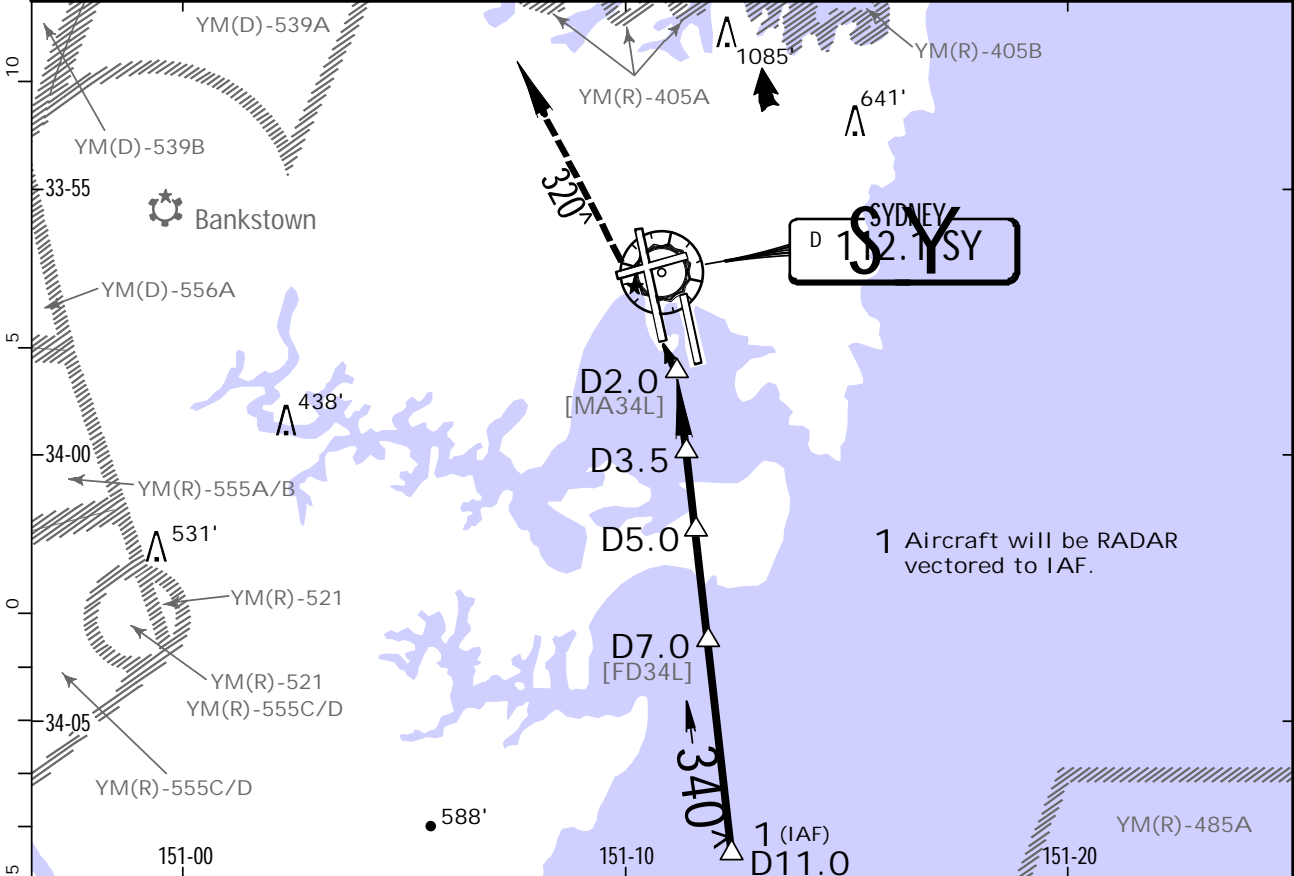 YM(D)-539A
YM(R)-405B
1085'
10
YM(R)-405A
641'
YM(D)-539B
33-55
320°
Bankstown
SYDNEY
D 112.1 SY
S Y
YM(D)-556A
5
D2.0
[MA34L]
438'
34-00
D3.5
YM(R)-555A/B
531'
D5.0
1 Aircraft will be RADAR
vectored to IAF.
YM(R)-521
0
D7.0
[FD34L]
YM(R)-521
YM(R)-555C/D
34-05
340°
YM(R)-555C/D
588'
YM(R)-485A
1 (IAF)
D11.0
151-00
151-10
151-20
5